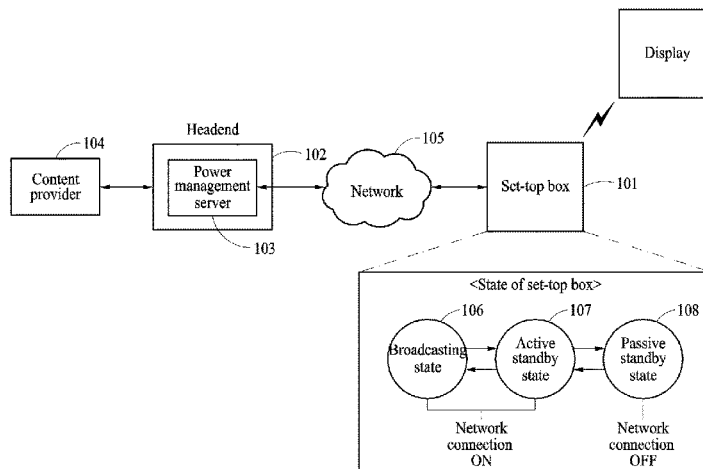 Display
Headend
104
102
105
Content
provider
Power
management
server
Network
Set-top box
101
103
<State of set-top box>
106
107
108
Broadcasting
state
Active
standby
state
Passive
standby
state
Network
connection
ON
Network
connection
OFF